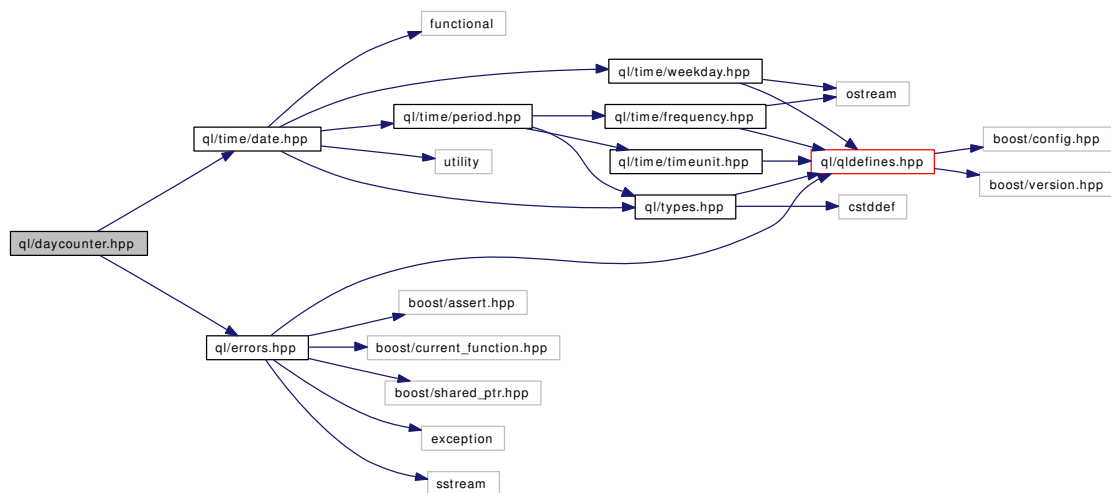 functional
ql/time/weekday.hpp
ostream
ql/time/period.hpp
ql/time/frequency.hpp
ql/time/date.hpp
boost/config.hpp
utility
ql/time/timeunit.hpp
ql/qldefines.hpp
boost/version.hpp
ql/types.hpp
cstddef
ql/daycounter.hpp
boost/assert.hpp
ql/errors.hpp
boost/current_function.hpp
boost/shared_ptr.hpp
exception
sstream